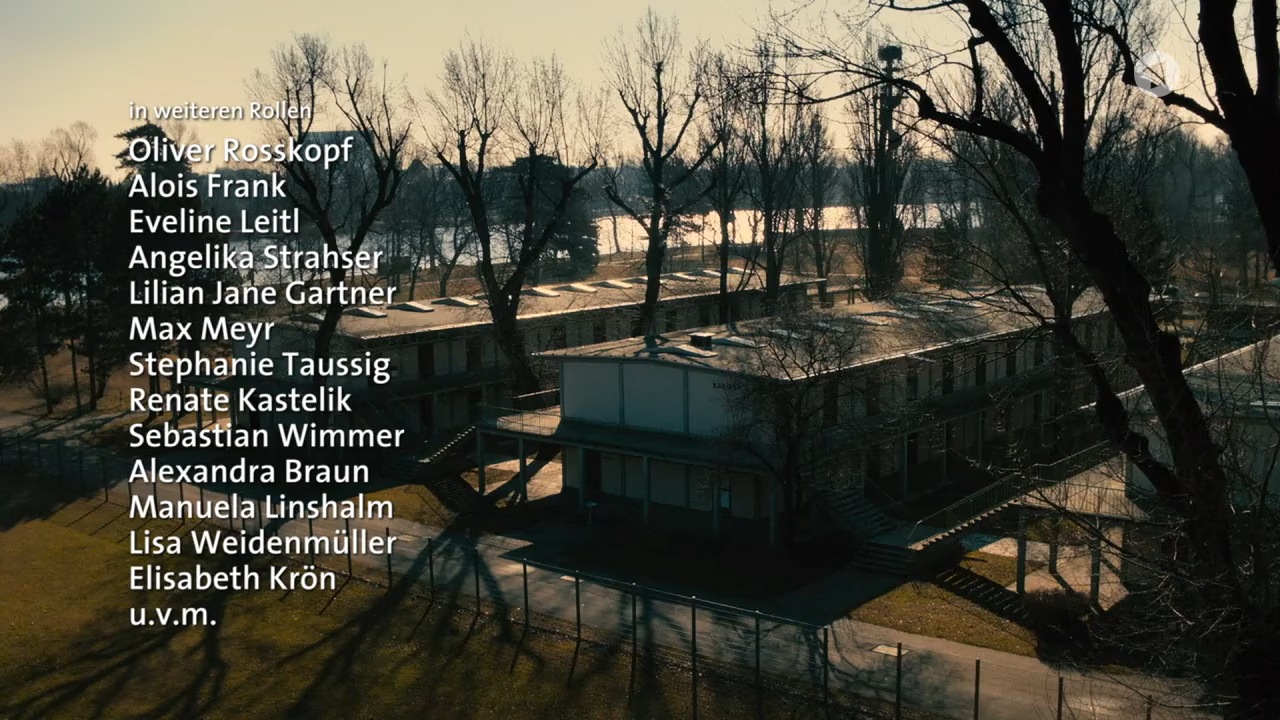 in weiteren Rollen
Oliver Rosskopf
Alois Frank
Eveline Leitl
Angelika Strahser
Lilian Jane Gartner
Max Meyr
Stephanie Taussig
Renate Kastelik
Sebastian Wimmer
Alexandra Braun
Manuela Linshalm
Lisa Weidenmüller
Elisabeth Krön
u.v.m.